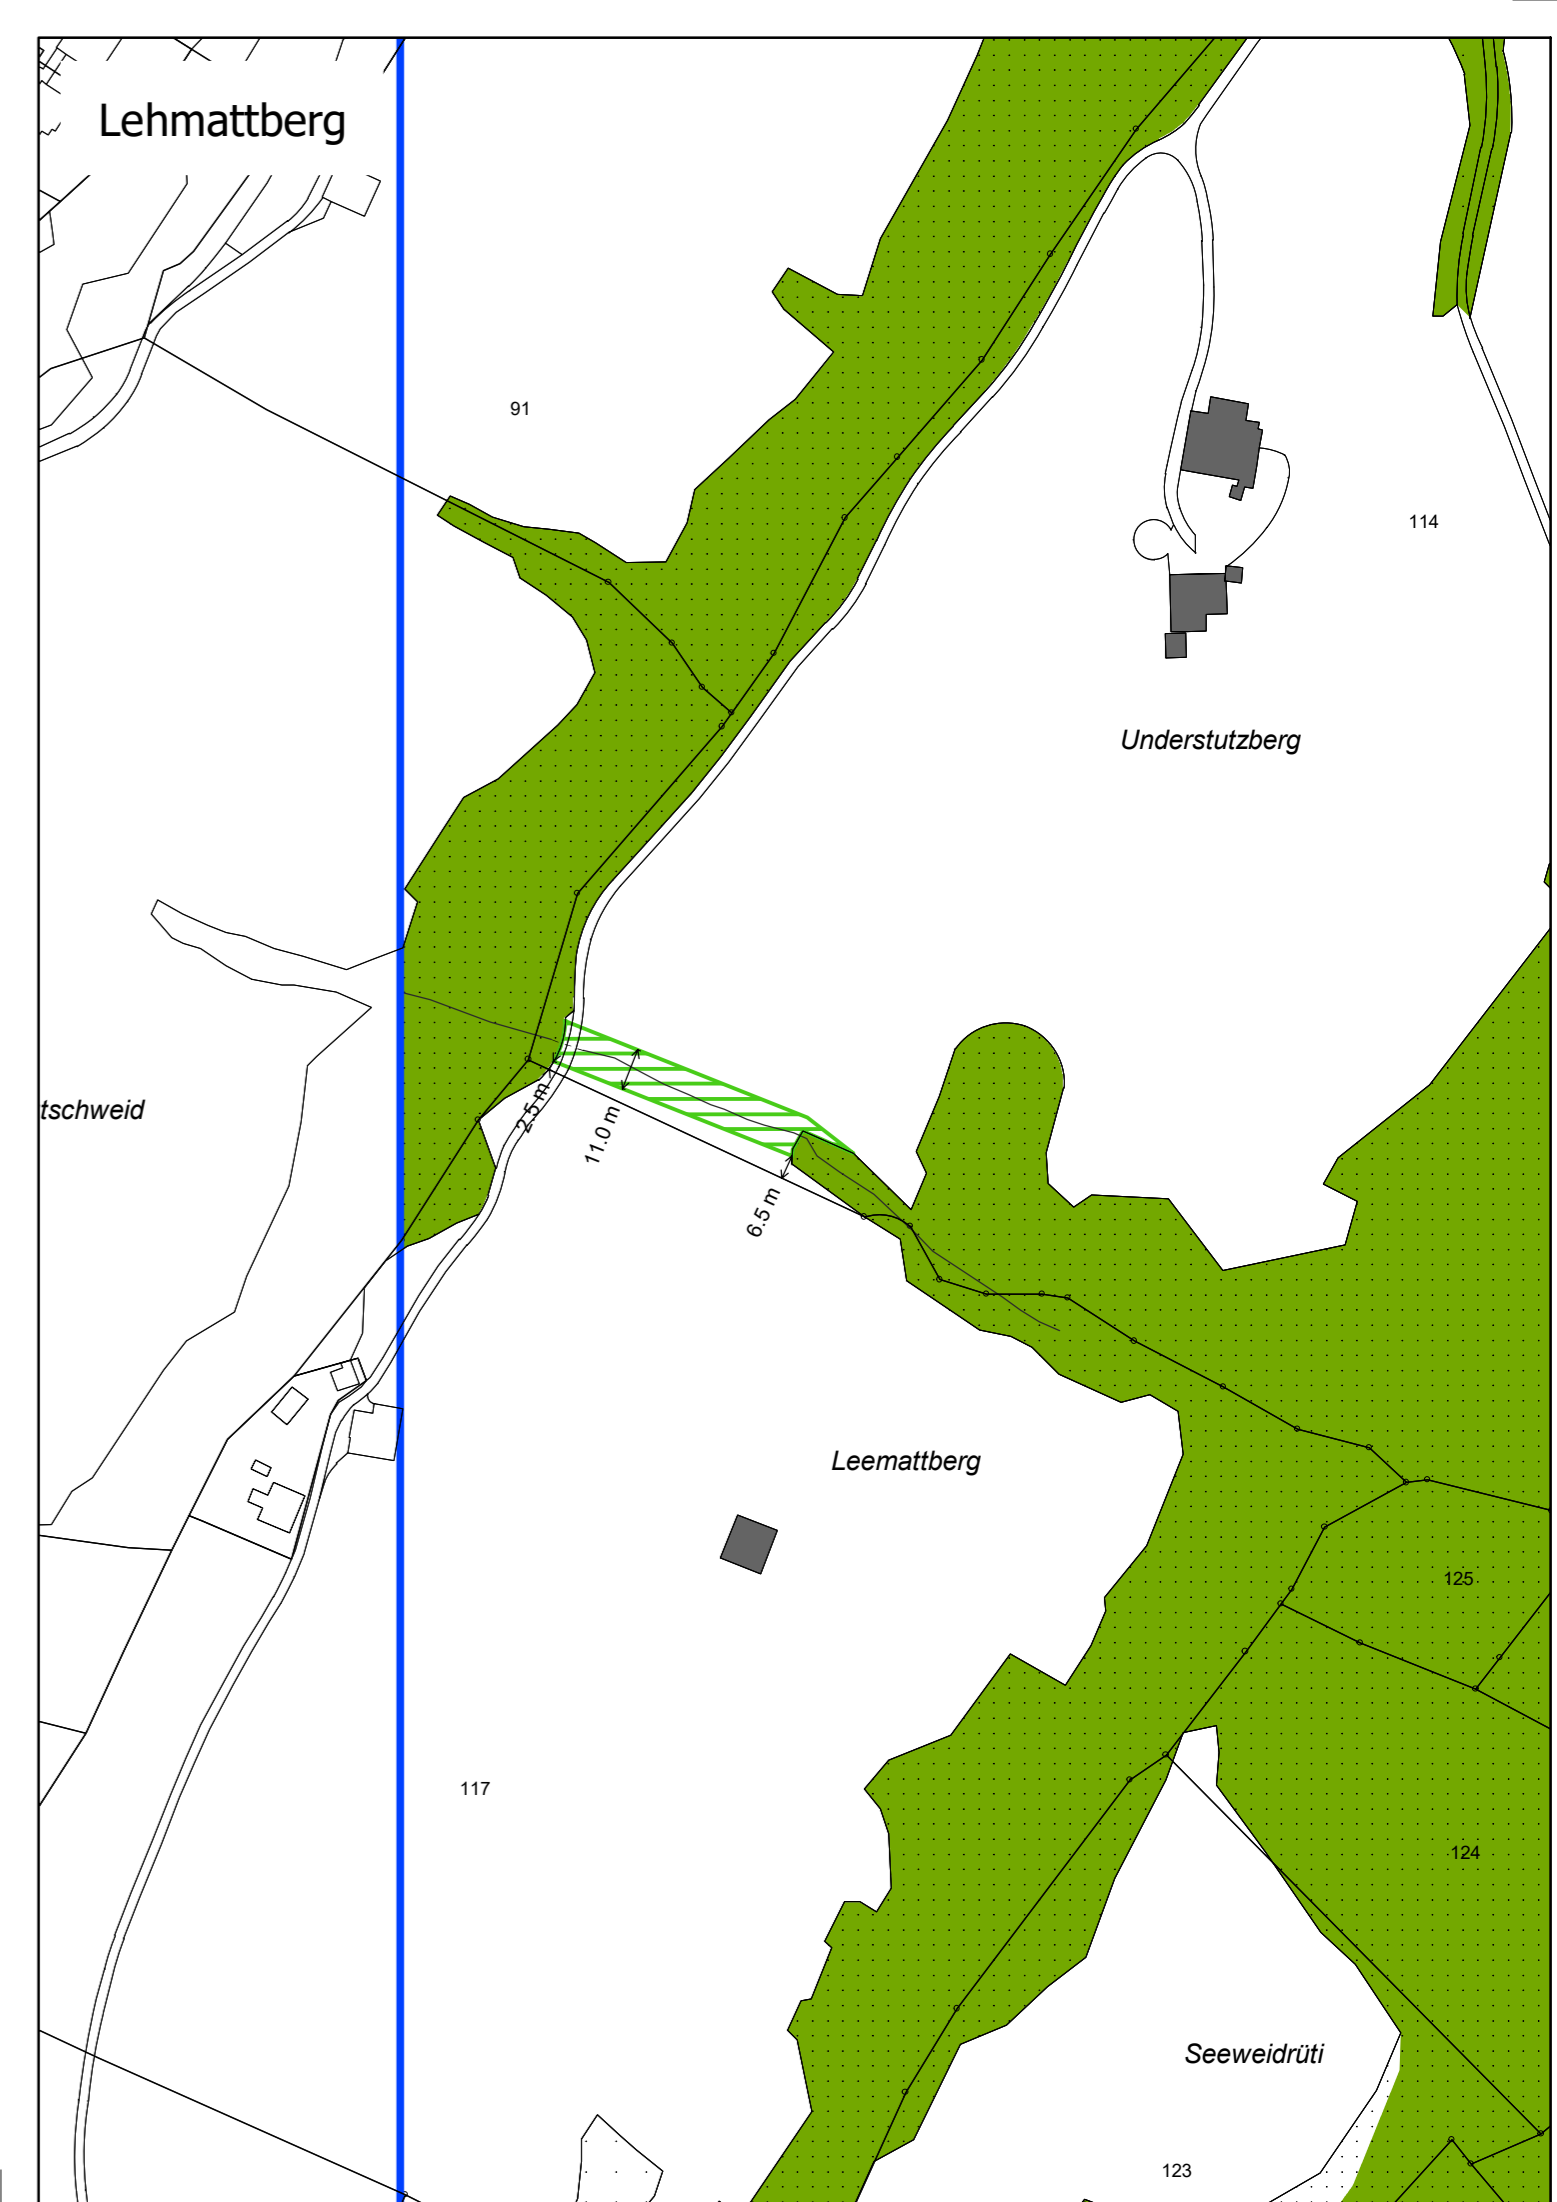 Lehmattberg
91
114
Understutzberg
tschweid
2.5 m
11.0 m
6.5 m
Leemattberg
125
117
124
Seeweidrüti
123